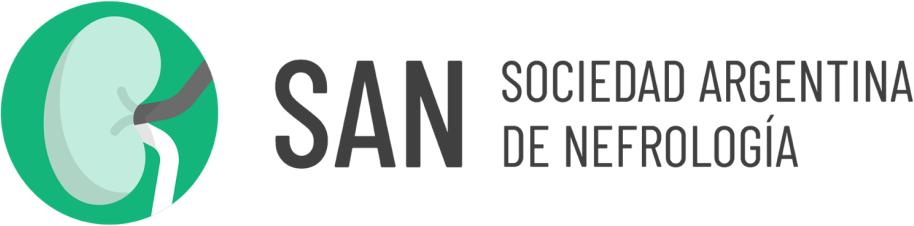 SAN
SOCIEDAD ARGENTINA
DE NEFROLOGÍA